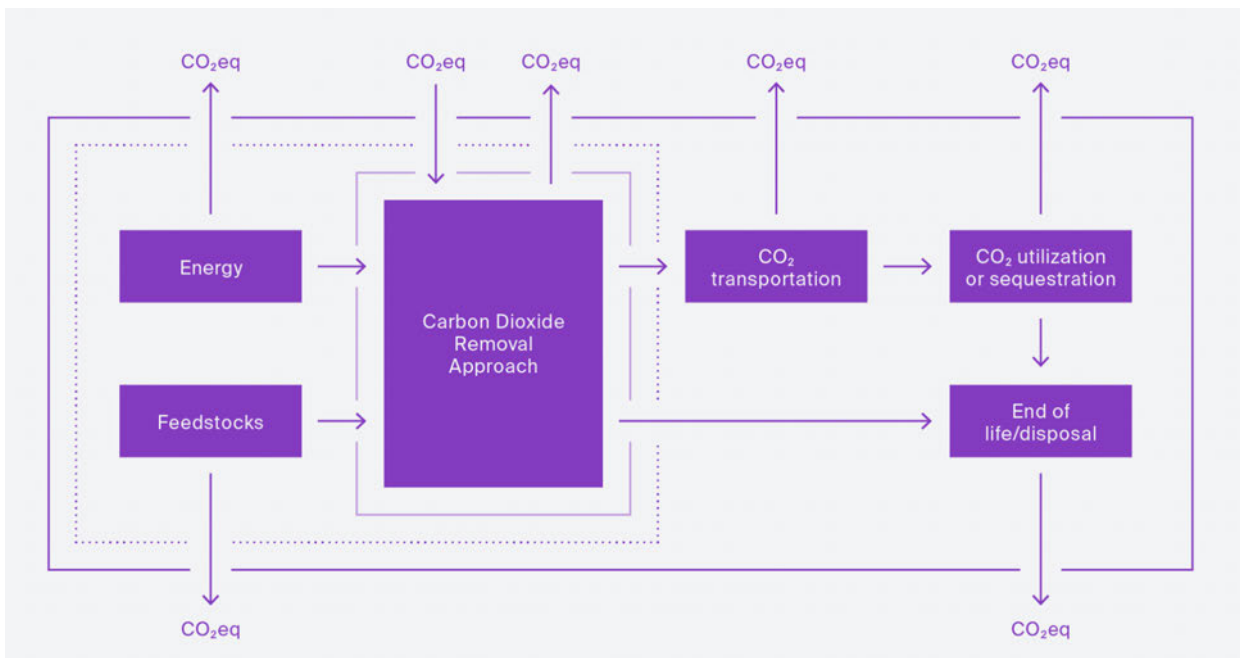 CO₂eq
CO₂eq
CO₂eq
CO₂eq
CO₂eq
Energy
Carbon Dioxide
Removal
Approach
CO₂
transportation
CO₂ utilization
or sequestration
Feedstocks
End of
life/disposal
CO₂eq
CO₂eq